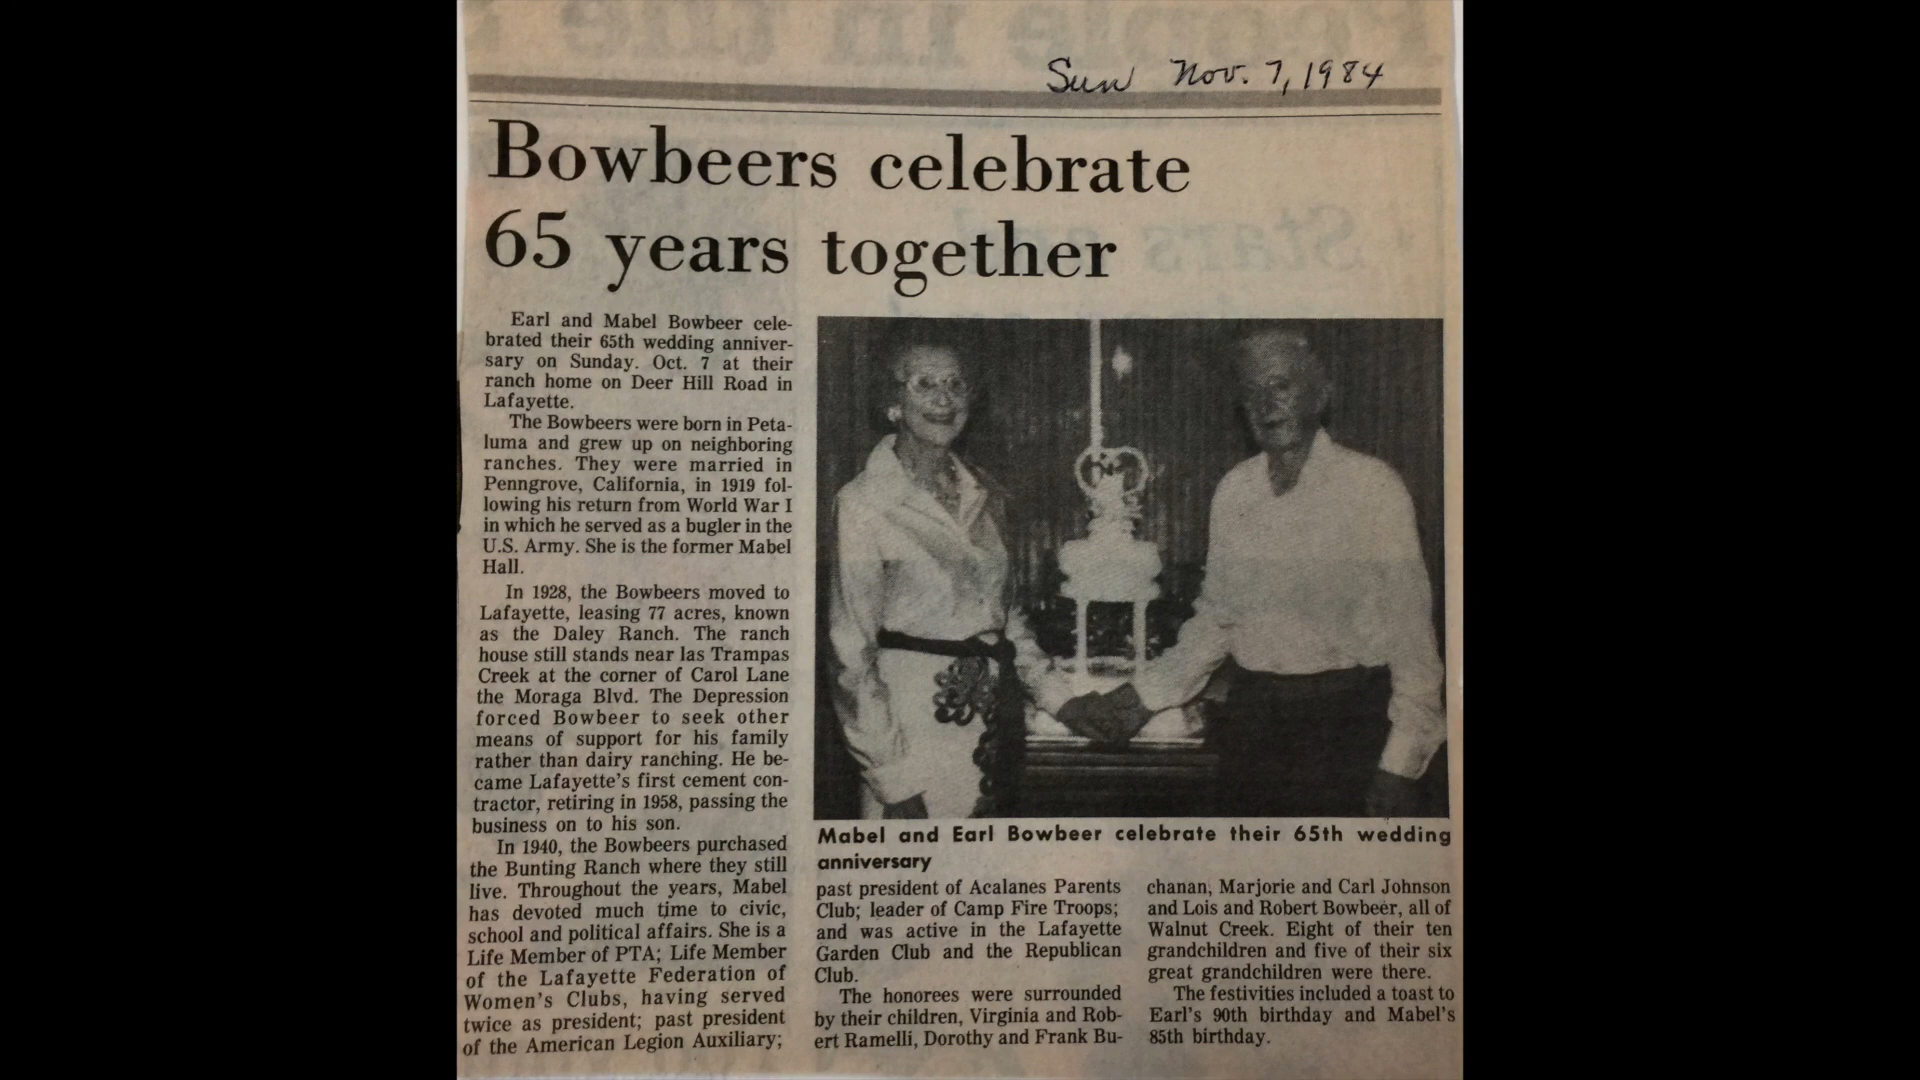 Sun Nov. 7, 1984
Bowbeers celebrate
65 years together
Earl and Mabel Bowbeer cele-
brated their 65th wedding anniver-
sary on Sunday. Oct. 7 at their
ranch home on Deer Hill Road in
Lafayette.
The Bowbeers were born in Peta-
luma and grew up on neighboring
ranches. They were married in
Penngrove, California, in 1919 fol-
lowing his return from World War I
in which he served as a bugler in the
U.S. Army. She is the former Mabel
Hall.
In 1928, the Bowbeers moved to
Lafayette, leasing 77 acres, known
as the Daley Ranch. The ranch
house still stands near las Trampas
Creek at the corner of Carol Lane
the Moraga Blvd. The Depression
forced Bowbeer to seek other
means of support for his family
rather than dairy ranching. He be-
came Lafayette's first cement con-
tractor, retiring in 1958, passing the
business on to his son.
In 1940, the Bowbeers purchased
the Bunting Ranch where they still
live. Throughout the years, Mabel
has devoted much time to civic,
school and political affairs. She is a
Life Member of PTA; Life Member
of the Lafayette Federation of
Women's Clubs, having served
twice as president; past president
of the American Legion Auxiliary;
Mabel and Earl Bowbeer celebrate their 65th wedding
anniversary
past president of Acalanes Parents
Club; leader of Camp Fire Troops;
and was active in the Lafayette
Garden Club and the Republican
Club.
The honorees were surrounded
by their children, Virginia and Rob-
ert Ramelli, Dorothy and Frank Bu-
chanan, Marjorie and Carl Johnson
and Lois and Robert Bowbeer, all of
Walnut Creek. Eight of their ten
grandchildren and five of their six
great grandchildren were there.
The festivities included a toast to
Earl's 90th birthday and Mabel's
85th birthday.